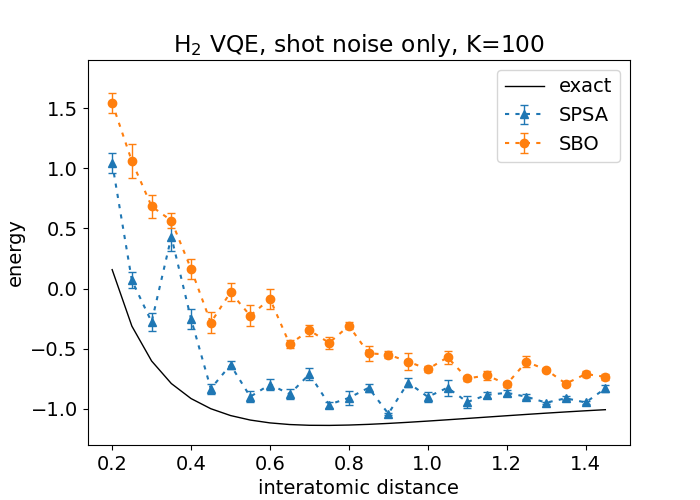 H₂ VQE, shot noise only, K=100
exact
SPSA
SBO
energy
1.5
1.0
0.5
0.0
−0.5
−1.0
0.2 0.4 0.6 0.8 1.0 1.2 1.4
interatomic distance